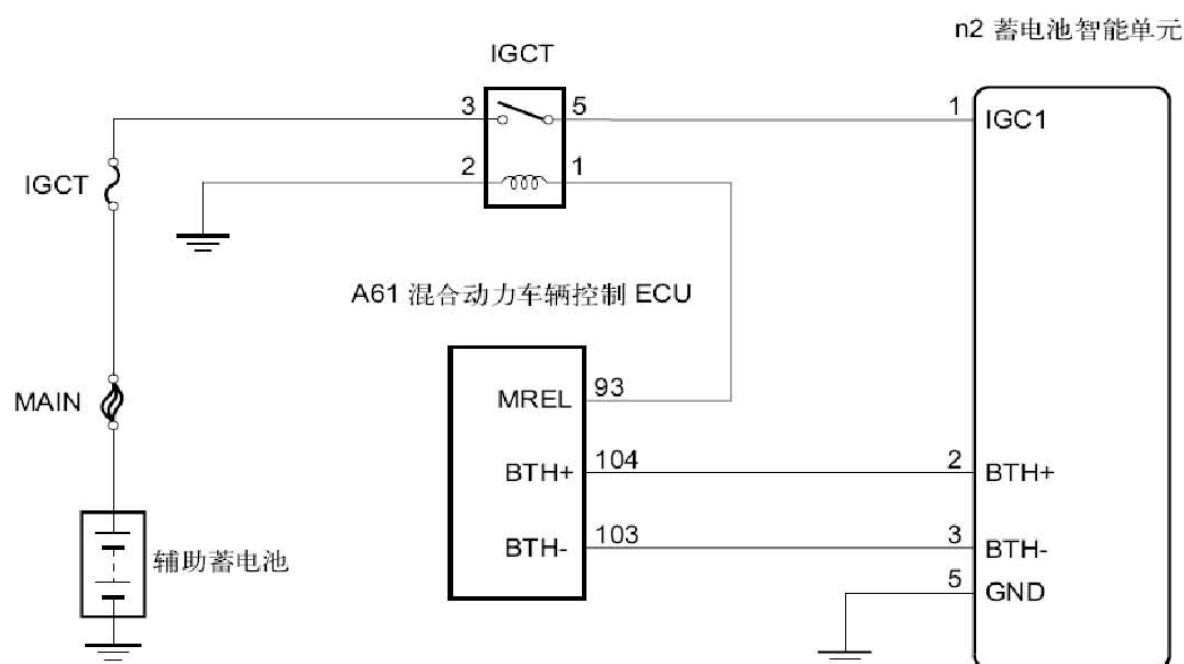 n2 蓄电池智能单元
IGCT
3
5
1
IGC1
2
1
IGCT
A61 混合动力车辆控制 ECU
MREL
93
MAIN
BTH+
104
2
BTH+
BTH-
103
3
BTH-
辅助蓄电池
5
GND